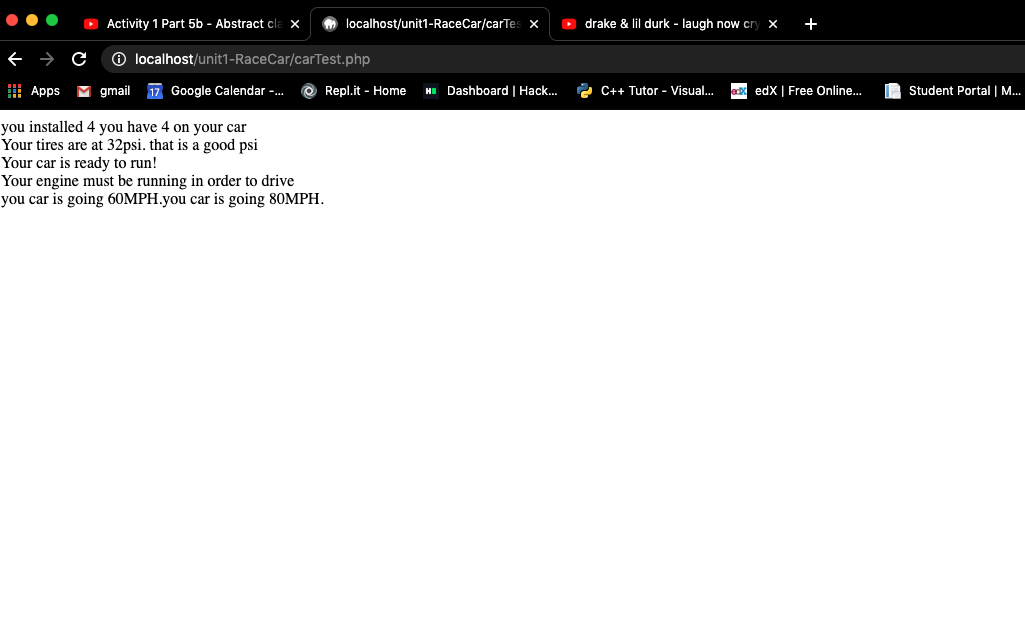 Activity 1 Part 5b - Abstract cla
localhost/unit1-RaceCar/carTes
drake & lil durk - laugh now cry
localhost/unit1-RaceCar/carTest.php
Apps
gmail
17
Google Calendar -...
Repl.it - Home
H
Dashboard | Hack...
C++ Tutor - Visual...
edX
edX | Free Online...
Student Portal | M...
you installed 4 you have 4 on your car
Your tires are at 32psi. that is a good psi
Your car is ready to run!
Your engine must be running in order to drive
you car is going 60MPH.you car is going 80MPH.